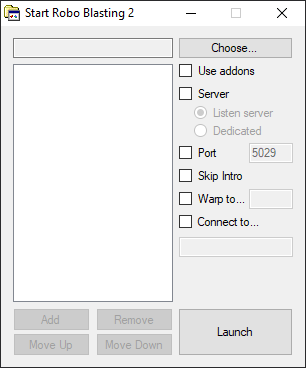 Start Robo Blasting 2
Choose...
Use addons
Server
Listen server
Dedicated
Port
5029
Skip Intro
Warp to...
Connect to...
Add
Remove
Move Up
Move Down
Launch